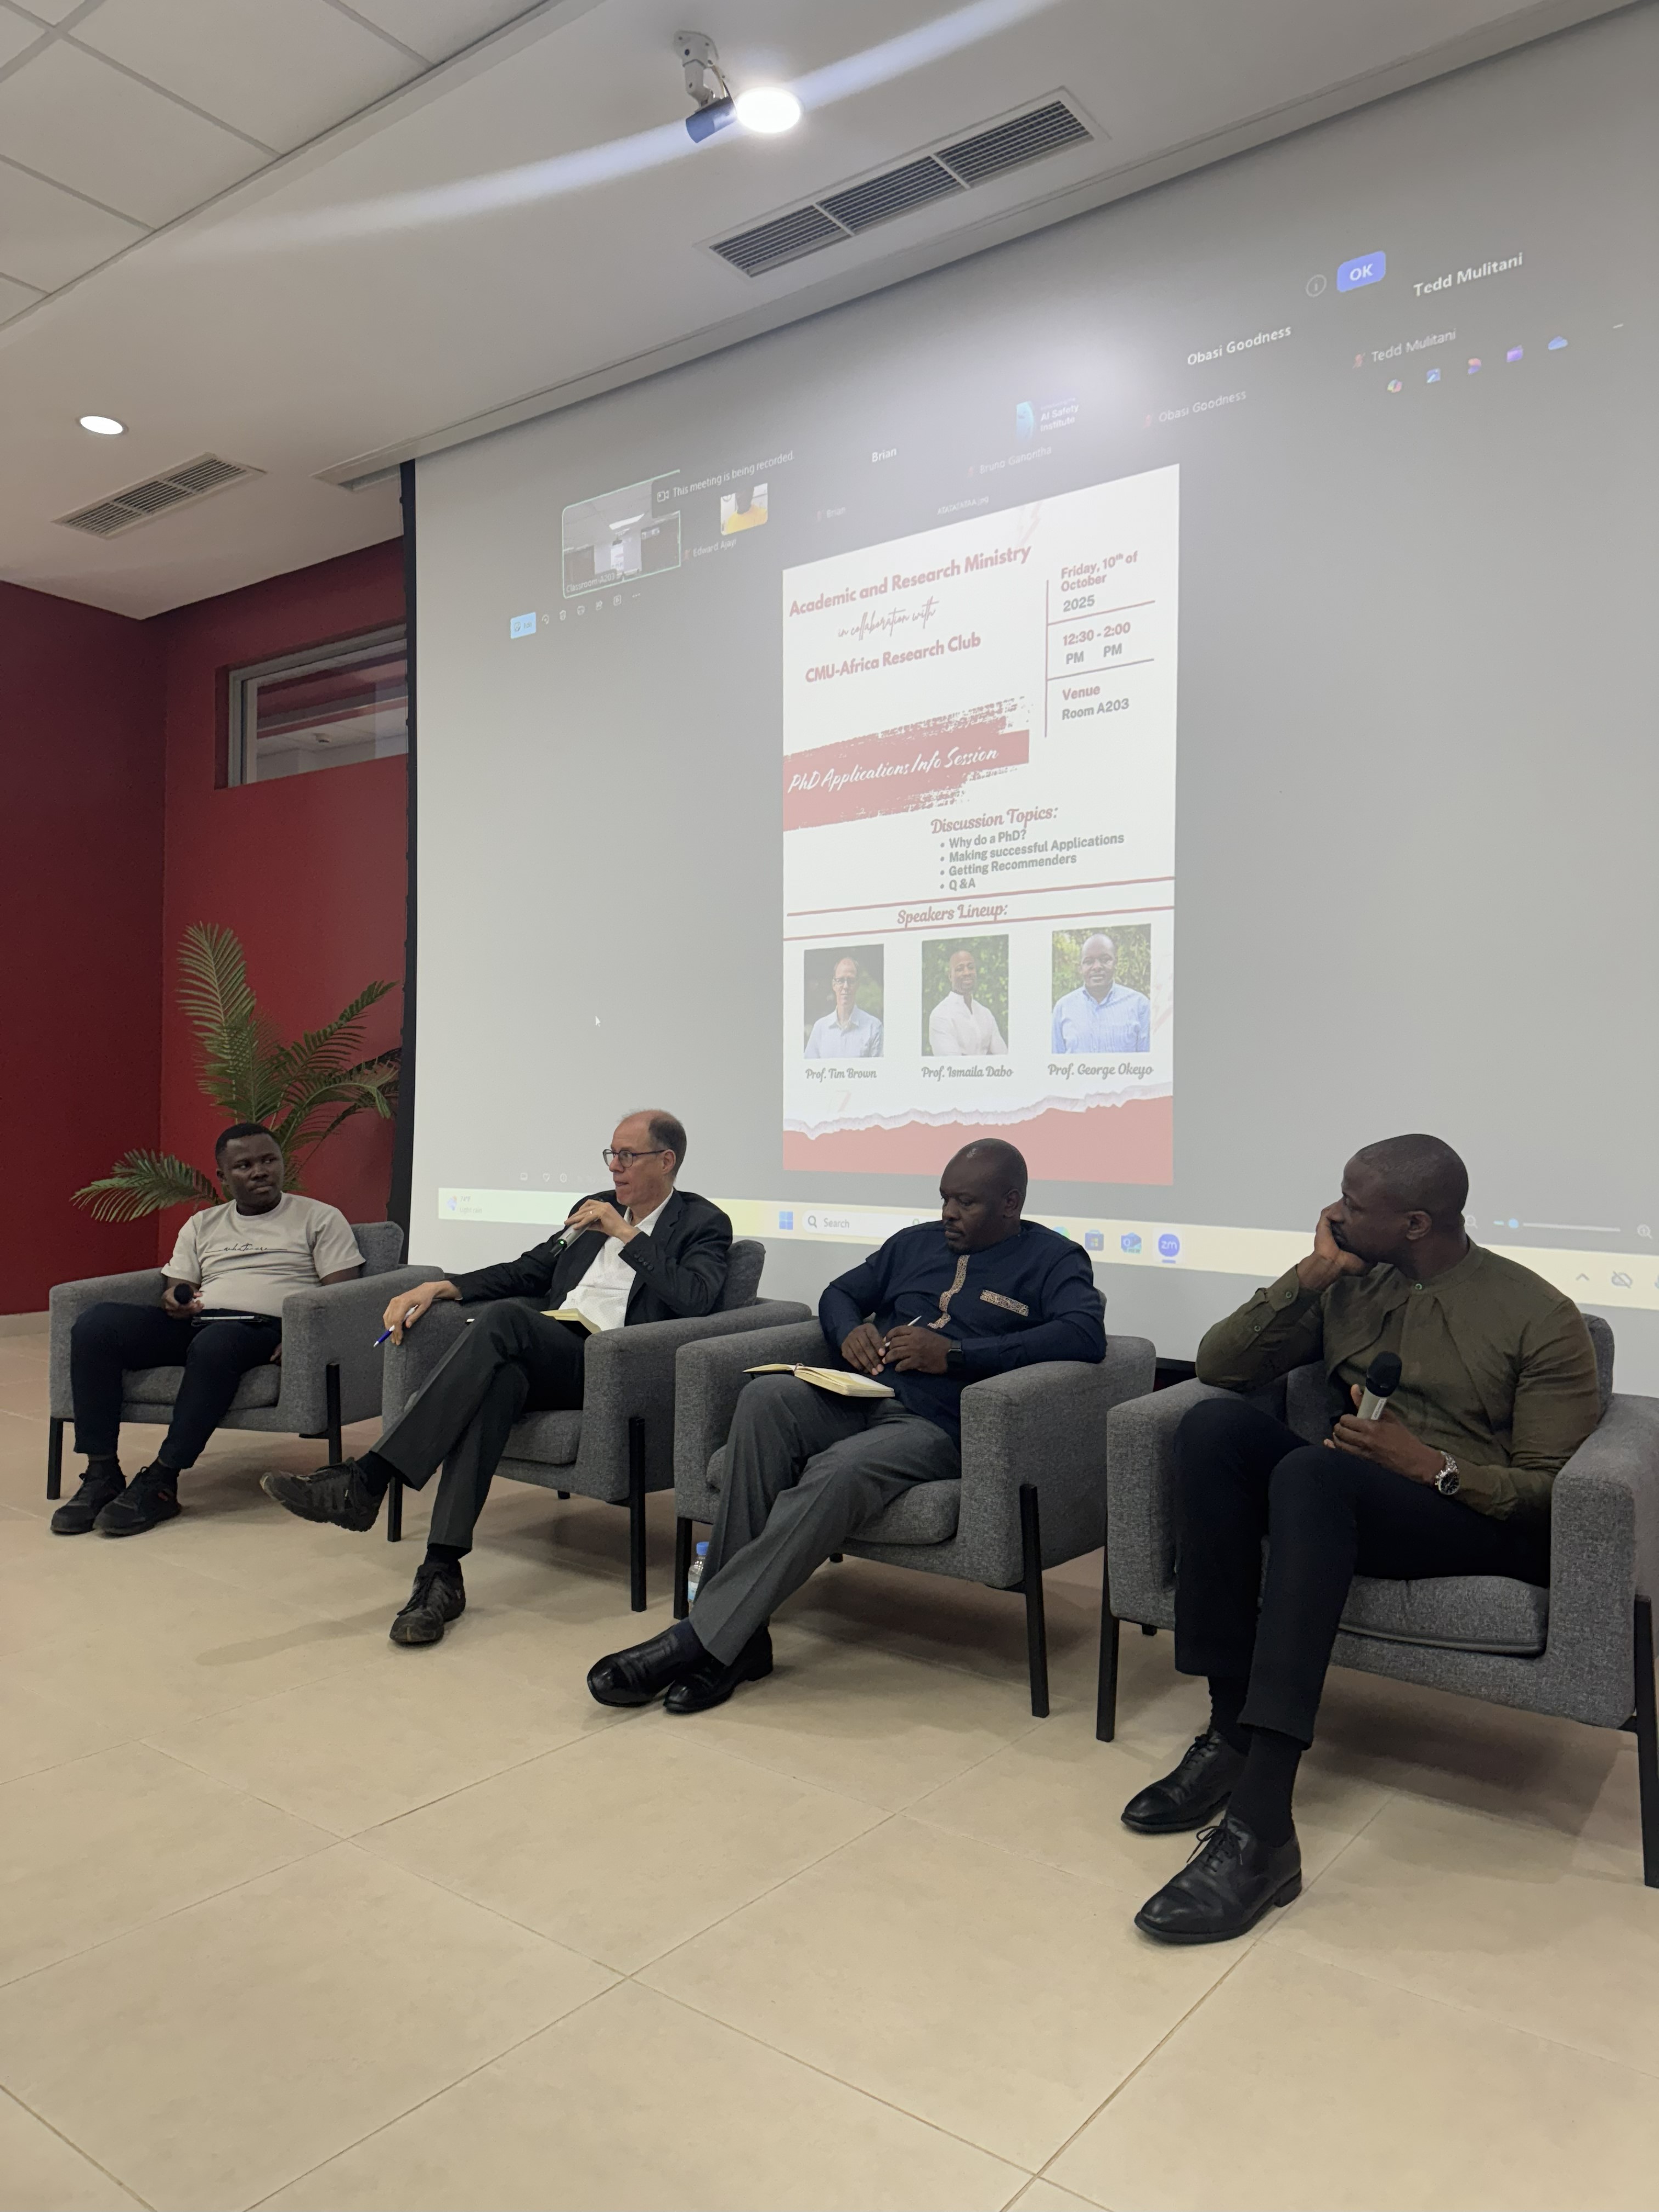 OK
Tedd Mulitani
Obasi Goodness
Tedd Mulitani
AI Safety
Institute
Obasi Goodness
Brian
This meeting is being recorded
Bruno Ganortha
Brian
Edward Ajayi
Classroom A203
Academic and Research Ministry
in collaboration with
CMU-Africa Research Club
Friday, 10th of
October
2025
12:30 - 2:00
PM PM
Venue
Room A203
PhD Applications Info Session
Discussion Topics:
• Why do a PhD?
• Making successful Applications
• Getting Recommenders
• Q &A
Speakers Lineup:
Prof. Tim Brown
Prof. Ismaila Dabo
Prof. George Okeyo
Search
zm